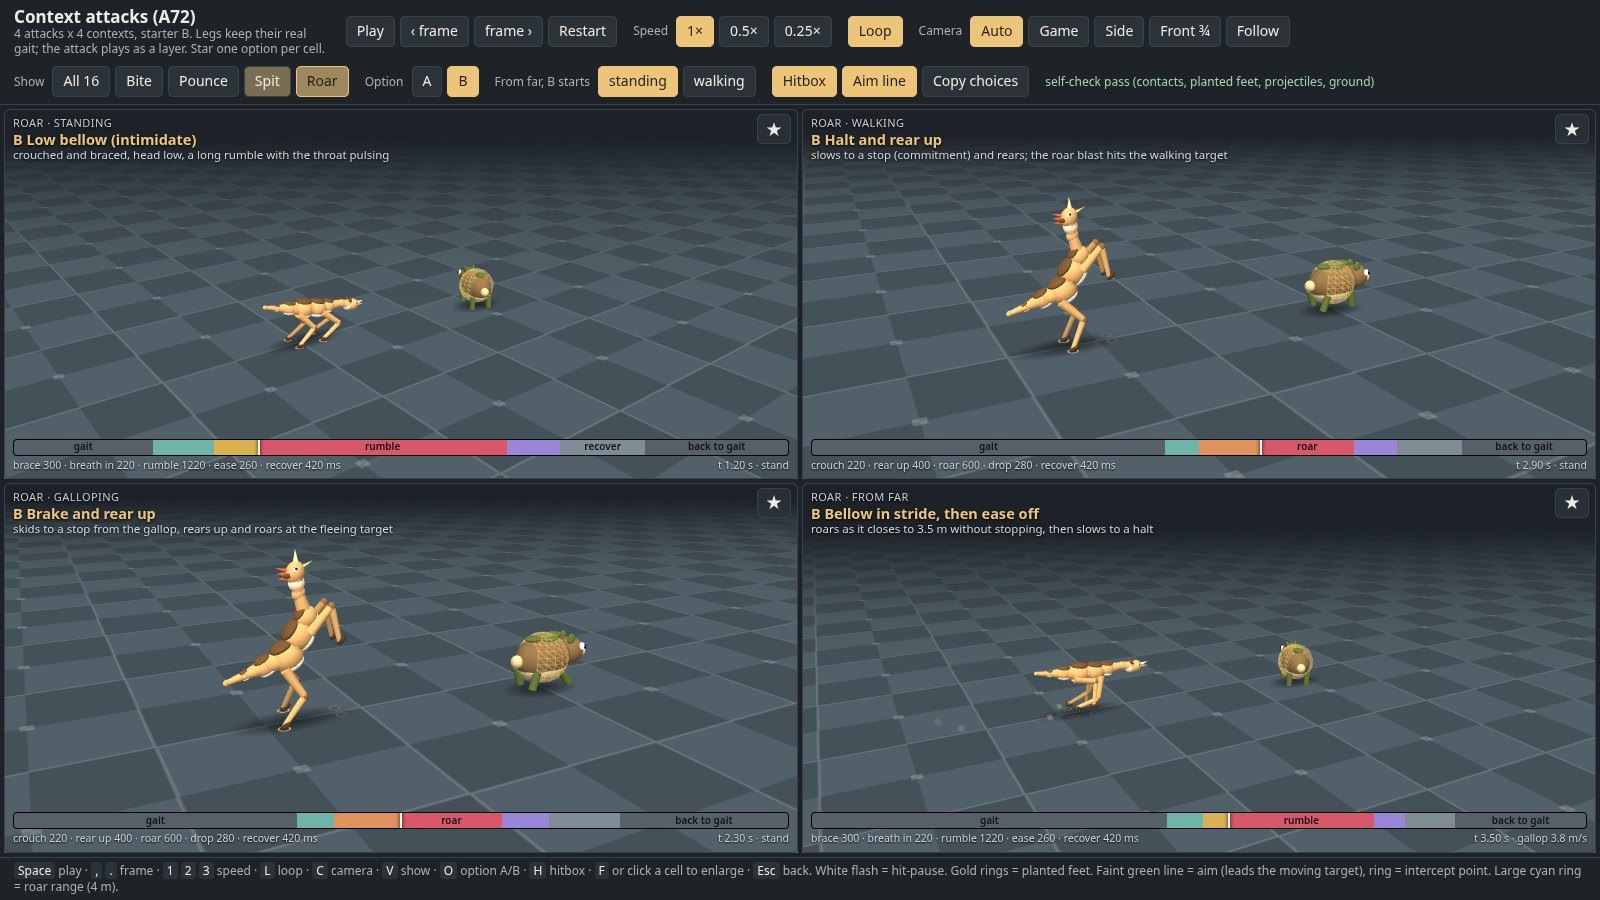 Context attacks (A72)
4 attacks x 4 contexts, starter B. Legs keep their real
gait; the attack plays as a layer. Star one option per cell.
Play ‹ frame frame › Restart Speed 1× 0.5× 0.25× Loop Camera Auto Game Side Front ¾ Follow
Show All 16 Bite Pounce Spit Roar Option A B From far, B starts standing walking Hitbox Aim line Copy choices self-check pass (contacts, planted feet, projectiles, ground)
ROAR · STANDING
B Low bellow (intimidate)
crouched and braced, head low, a long rumble with the throat pulsing
★
gait rumble recover back to gait
brace 300 · breath in 220 · rumble 1220 · ease 260 · recover 420 ms t 1.20 s · stand
ROAR · WALKING
B Halt and rear up
slows to a stop (commitment) and rears; the roar blast hits the walking target
★
gait roar back to gait
crouch 220 · rear up 400 · roar 600 · drop 280 · recover 420 ms t 2.90 s · stand
ROAR · GALLOPING
B Brake and rear up
skids to a stop from the gallop, rears up and roars at the fleeing target
★
gait roar back to gait
crouch 220 · rear up 400 · roar 600 · drop 280 · recover 420 ms t 2.30 s · stand
ROAR · FROM FAR
B Bellow in stride, then ease off
roars as it closes to 3.5 m without stopping, then slows to a halt
★
gait rumble back to gait
brace 300 · breath in 220 · rumble 1220 · ease 260 · recover 420 ms t 3.50 s · gallop 3.8 m/s
Space play · , . frame · 1 2 3 speed · L loop · C camera · V show · O option A/B · H hitbox · F or click a cell to enlarge · Esc back. White flash = hit-pause. Gold rings = planted feet. Faint green line = aim (leads the moving target), ring = intercept point. Large cyan ring
= roar range (4 m).